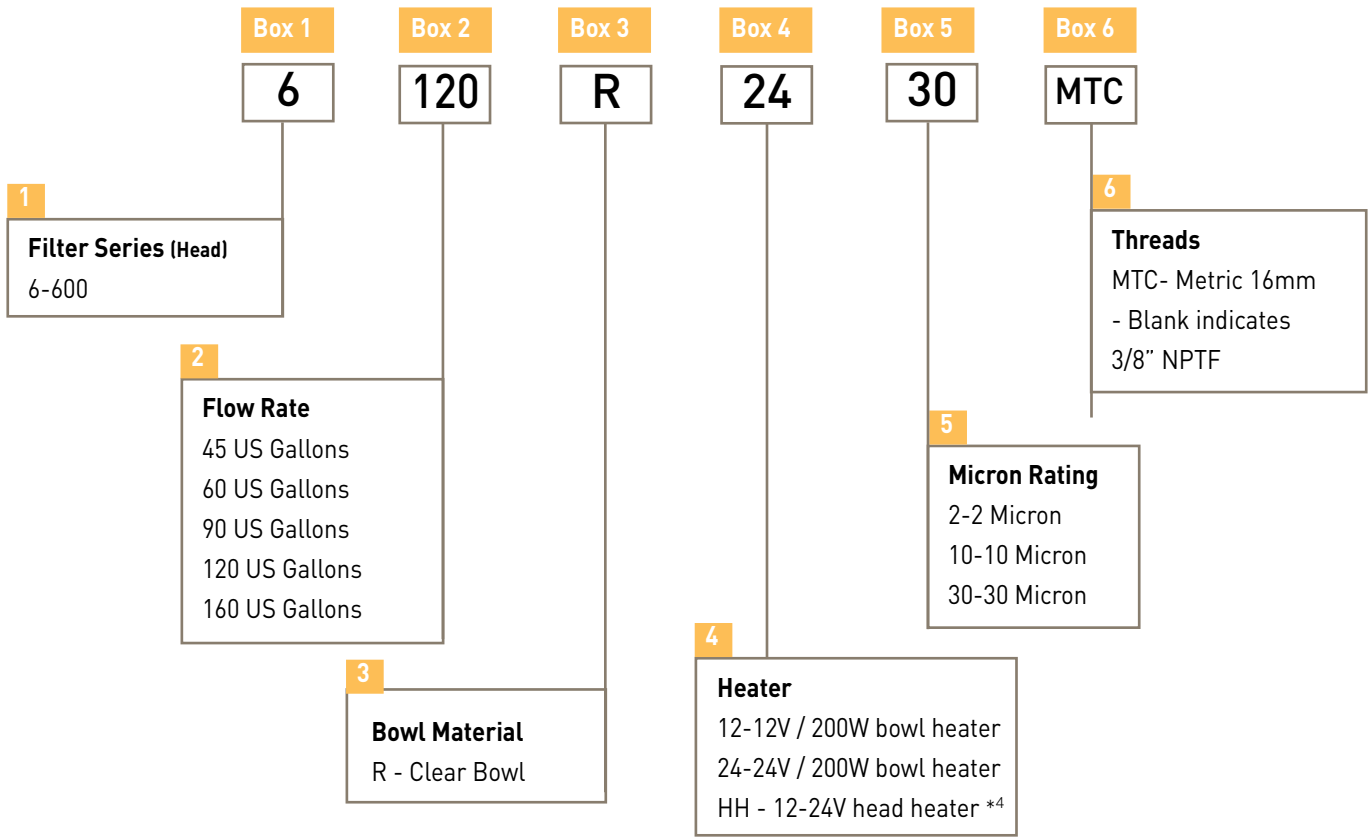 Box 1 Box 2 Box 3 Box 4 Box 5 Box 6
6 120 R 24 30 MTC
1
Filter Series (Head)
6-600
2
Flow Rate
45 US Gallons
60 US Gallons
90 US Gallons
120 US Gallons
160 US Gallons
3
Bowl Material
R - Clear Bowl
4
Heater
12-12V / 200W bowl heater
24-24V / 200W bowl heater
HH - 12-24V head heater *4
5
Micron Rating
2-2 Micron
10-10 Micron
30-30 Micron
6
Threads
MTC- Metric 16mm
- Blank indicates
3/8” NPTF